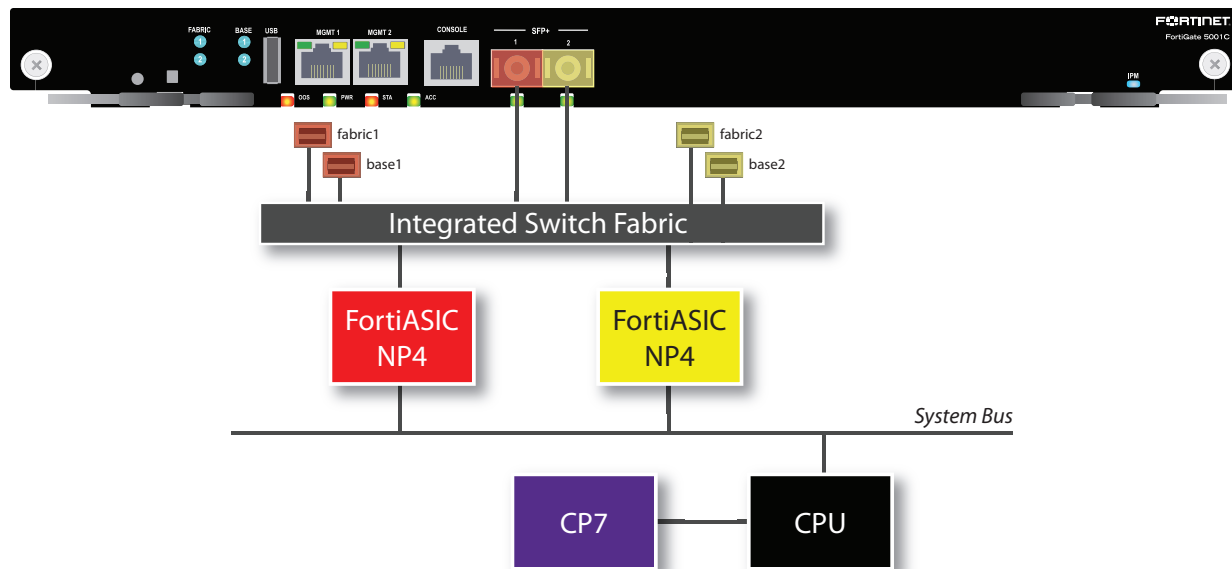 FORTINET
FortiGate 5001C
FABRIC
BASE
USB
MGMT 1
MGMT 2
CONSOLE
SFP+
1
2
1
2
1
2
IPM
OOS
PWR
STA
ACC
fabric1
base1
fabric2
base2
Integrated Switch Fabric
FortiASIC
NP4
FortiASIC
NP4
System Bus
CP7
CPU